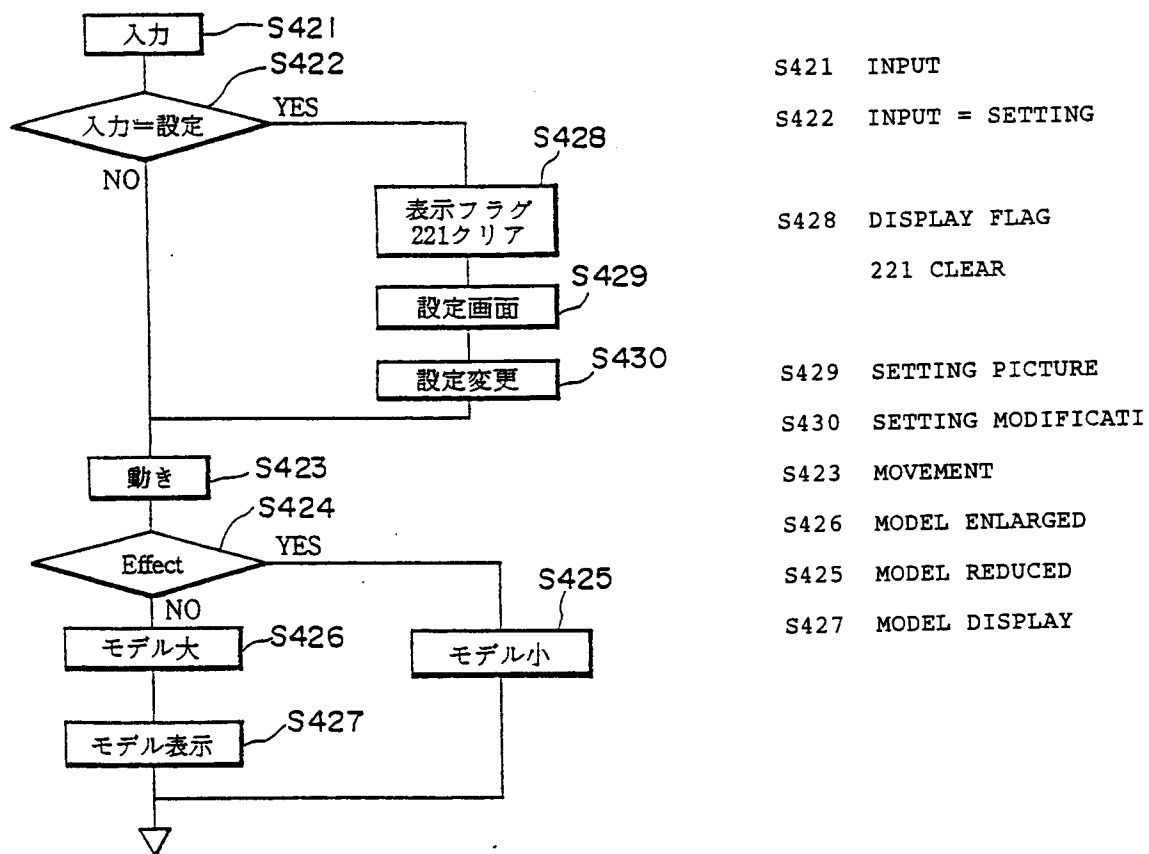 入力
S421
S422
入力=設定
YES
NO
S428
表示フラグ
221クリア
S429
設定画面
S430
設定変更
動き
S423
S424
Effect
YES
NO
S425
モデル小
S426
モデル大
S427
モデル表示
S421 INPUT
S422 INPUT = SETTING
S428 DISPLAY FLAG
221 CLEAR
S429 SETTING PICTURE
S430 SETTING MODIFICATI
S423 MOVEMENT
S426 MODEL ENLARGED
S425 MODEL REDUCED
S427 MODEL DISPLAY